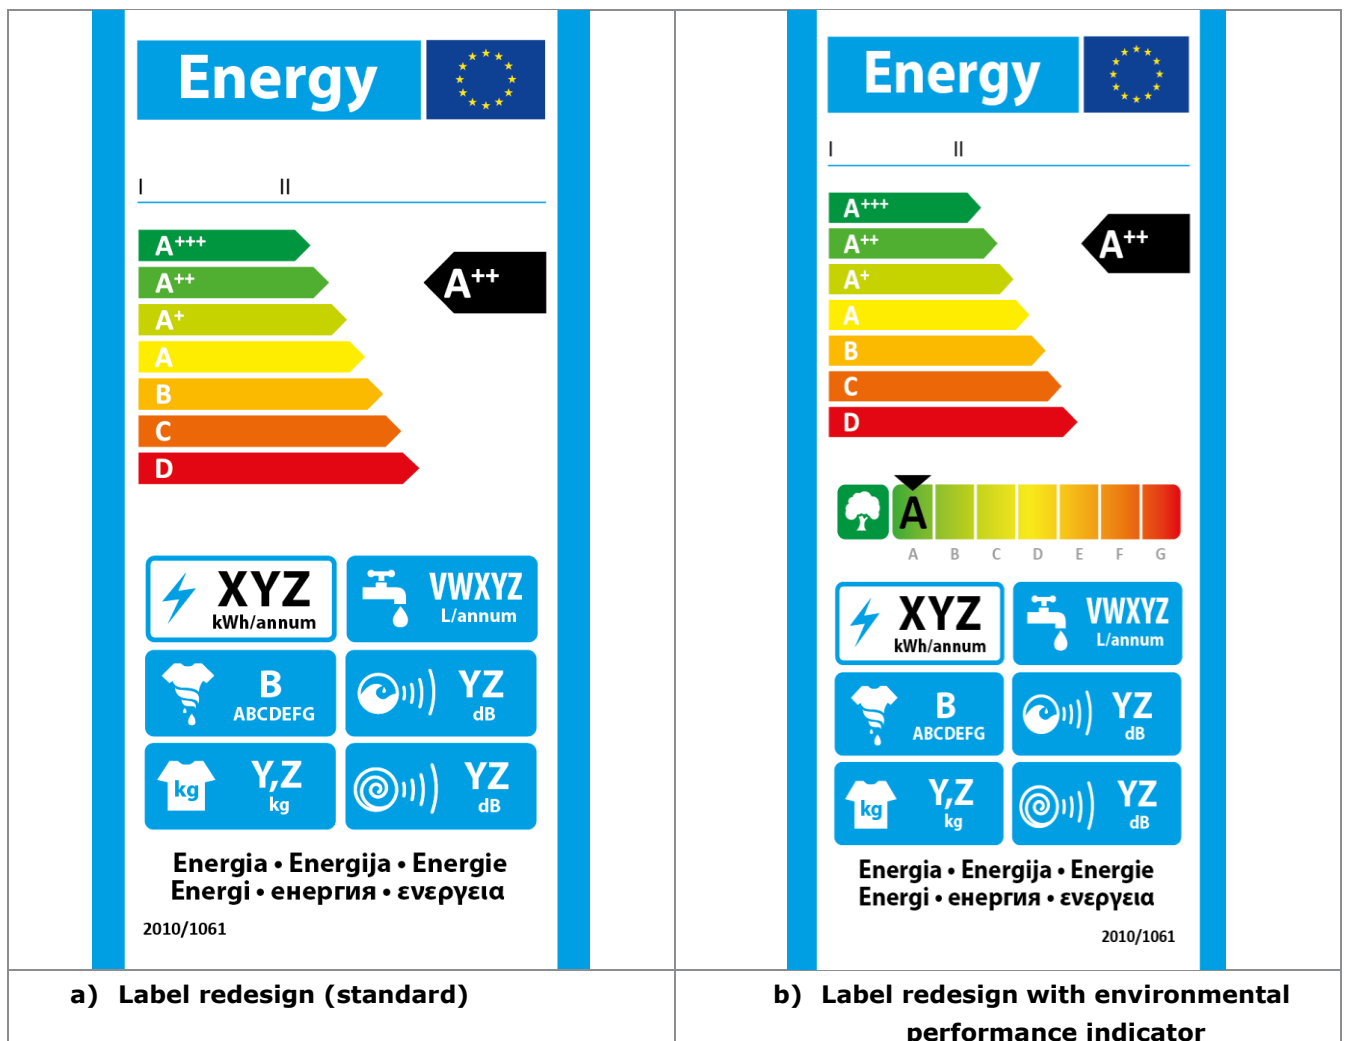 Energy
I II
A+++
A++
A++
A+
A
B
C
D
XYZ
kWh/annum
VWXYZ
L/annum
B
ABCDEFG
YZ
dB
kg
Y,Z
kg
YZ
dB
Energia • Energija • Energie
Energi • енергия • ενεργεια
2010/1061
a) Label redesign (standard)
Energy
I II
A+++
A++
A++
A+
A
B
C
D
A
A B C D E F G
XYZ
kWh/annum
VWXYZ
L/annum
B
ABCDEFG
YZ
dB
kg
Y,Z
kg
YZ
dB
Energia • Energija • Energie
Energi • енергия • ενεργεια
2010/1061
b) Label redesign with environmental
performance indicator